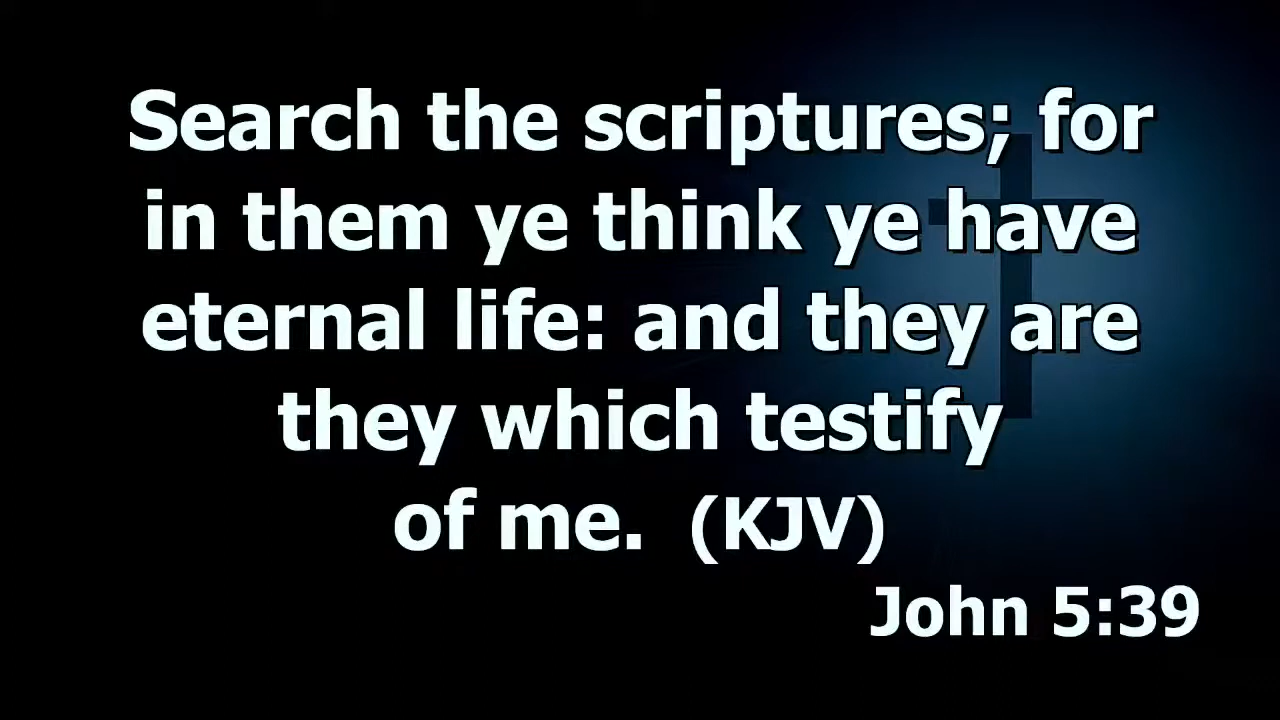 Search the scriptures; for
in them ye think ye have
eternal life: and they are
they which testify
of me.  (KJV)
John 5:39